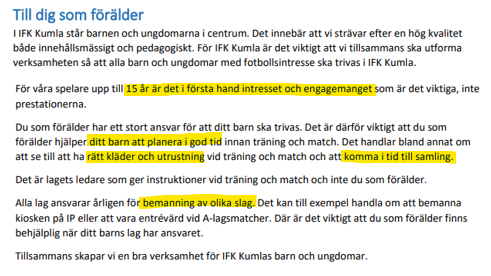 Till dig som förälder
I IFK Kumla står barnen och ungdomarna i centrum. Det innebär att vi strävar efter en hög kvalitet
både innehållsmässigt och pedagogiskt. För IFK Kumla är det viktigt att vi tillsammans ska utforma
verksamheten så att alla barn och ungdomar med fotbollsintresse ska trivas i IFK Kumla.
För våra spelare upp till 15 år är det i första hand intresset och engagemanget som är det viktiga, inte
prestationerna.
Du som förälder har ett stort ansvar för att ditt barn ska trivas. Det är därför viktigt att du som
förälder hjälper ditt barn att planera i god tid innan träning och match. Det handlar bland annat om
att se till att ha rätt kläder och utrustning vid träning och match och att komma i tid till samling.
Det är lagets ledare som ger instruktioner vid träning och match och inte du som förälder.
Alla lag ansvarar årligen för bemanning av olika slag. Det kan till exempel handla om att bemanna
kiosken på IP eller att vara entrévärd vid A-lagsmatcher. Där är det viktigt att du som förälder finns
behjälplig när ditt barns lag har ansvaret.
Tillsammans skapar vi en bra verksamhet för IFK Kumlas barn och ungdomar.